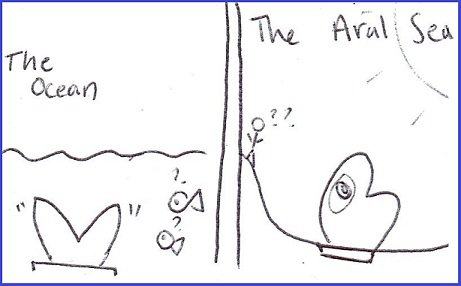 The
Ocean
" "
?
?
The Aral Sea
??